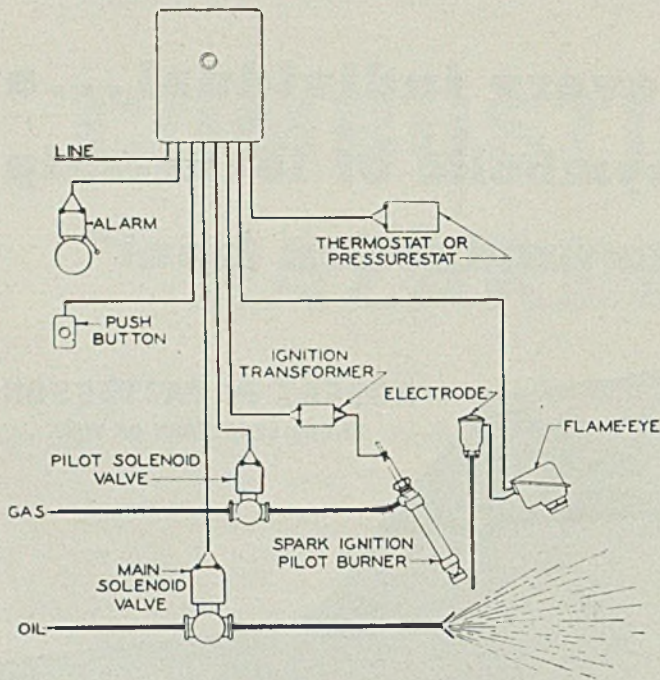 LINE
ALARM
THERMOSTAT OR
PRESSURESTAT
PUSH
BUTTON
IGNITION
TRANSFORMER
ELECTRODE
FLAME-EYE
PILOT SOLENOID
VALVE
GAS
SPARK IGNITION
PILOT BURNER
MAIN
SOLENOID
VALVE
OIL